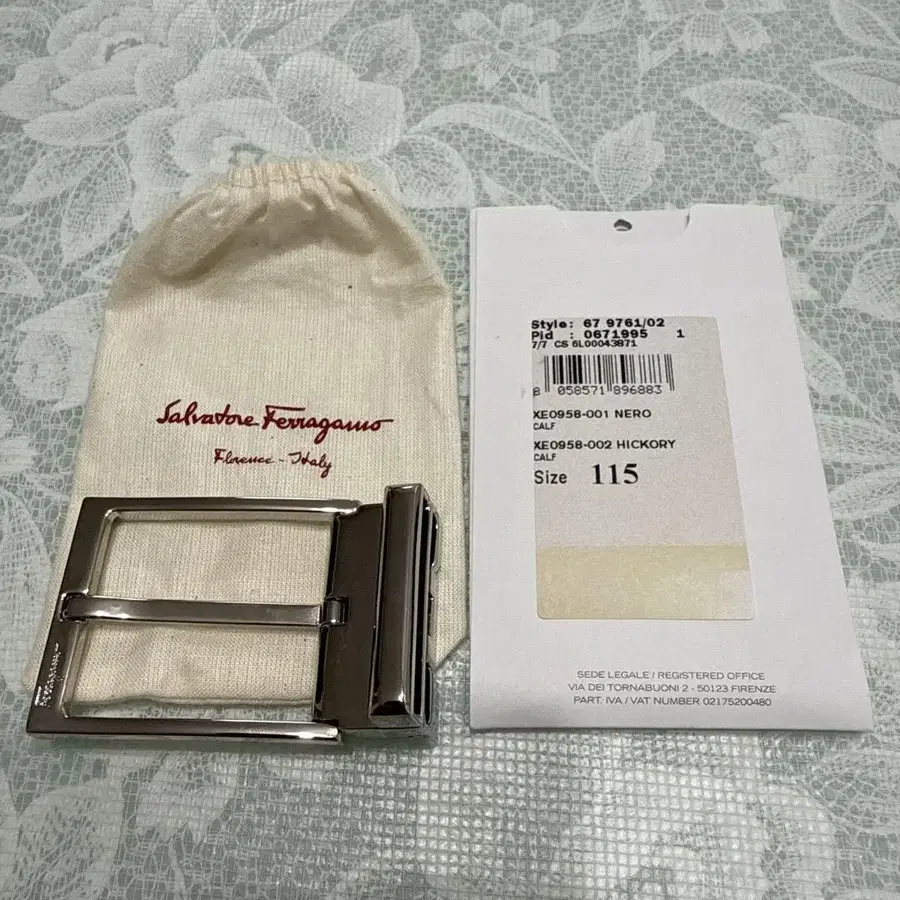 Salvatore Ferragamo
Florence - Italy
Style: 67 9761/02
Pid : 0671995 1
7/7 CS 6L00043871
8 058571 896883
XE0958-001 NERO
CALF
XE0958-002 HICKORY
CALF
Size 115
SEDE LEGALE / REGISTERED OFFICE
VIA DEI TORNABUONI 2 - 50123 FIRENZE
PART. IVA / VAT NUMBER 02175200480